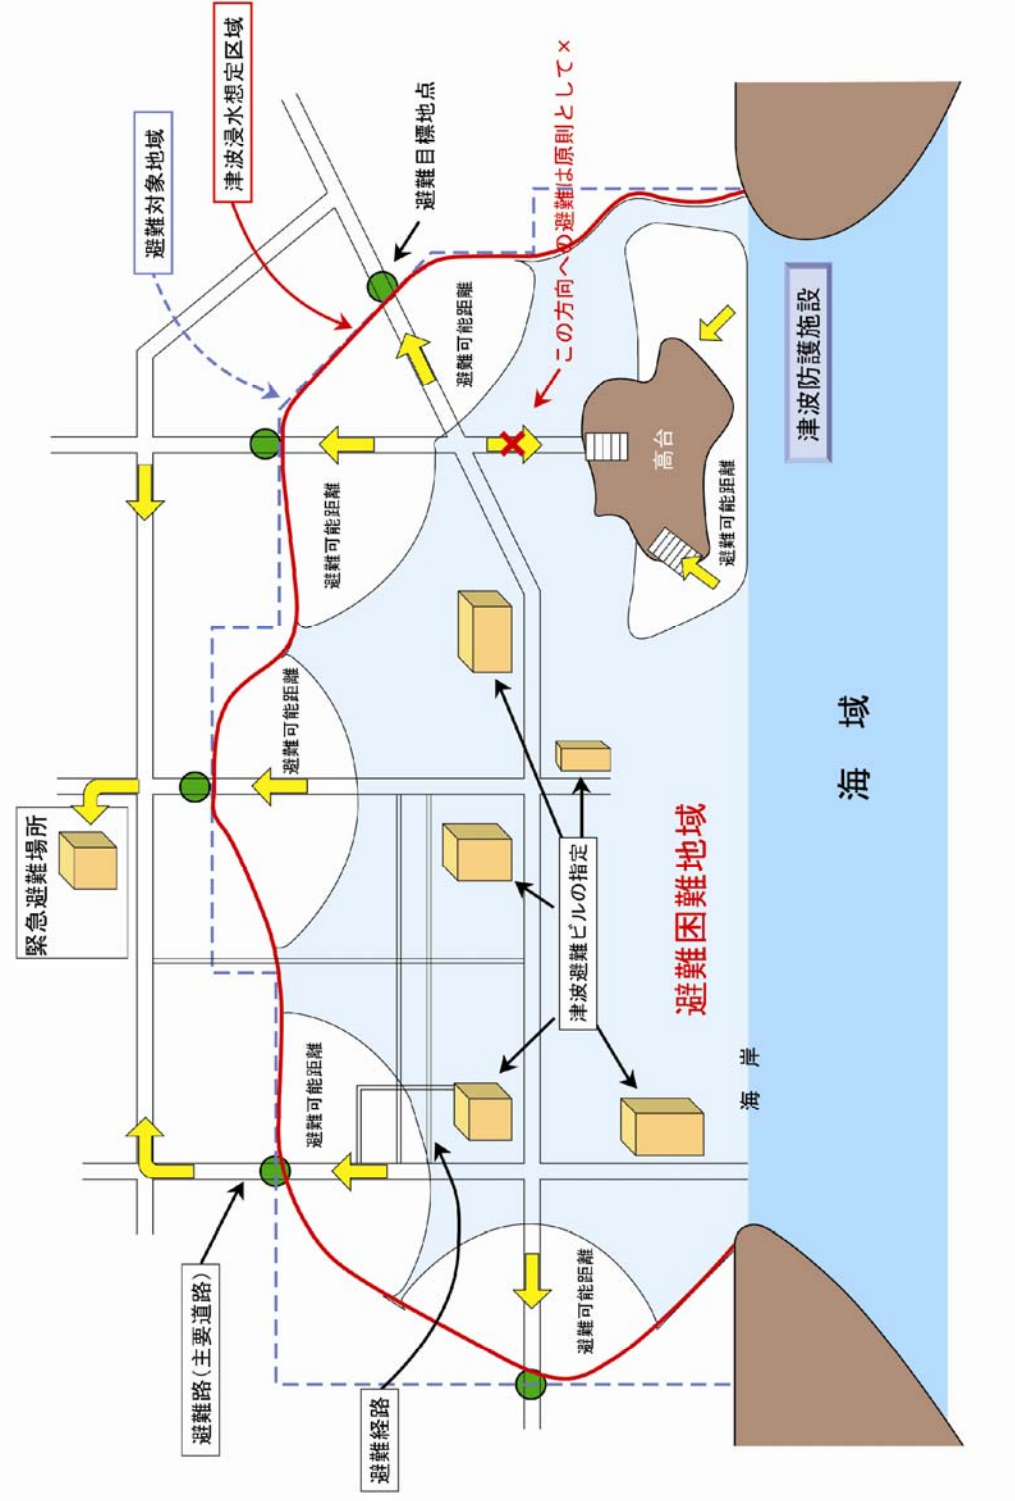 緊急避難場所
避難対象地域
津波浸水想定区域
避難目標地点
この方向への避難は原則として×
避難路(主要道路)
避難経路
避難可能距離
避難可能距離
避難可能距離
避難可能距離
避難可能距離
避難可能距離
高台
津波避難ビルの指定
避難困難地域
津波防護施設
海 岸
海 域